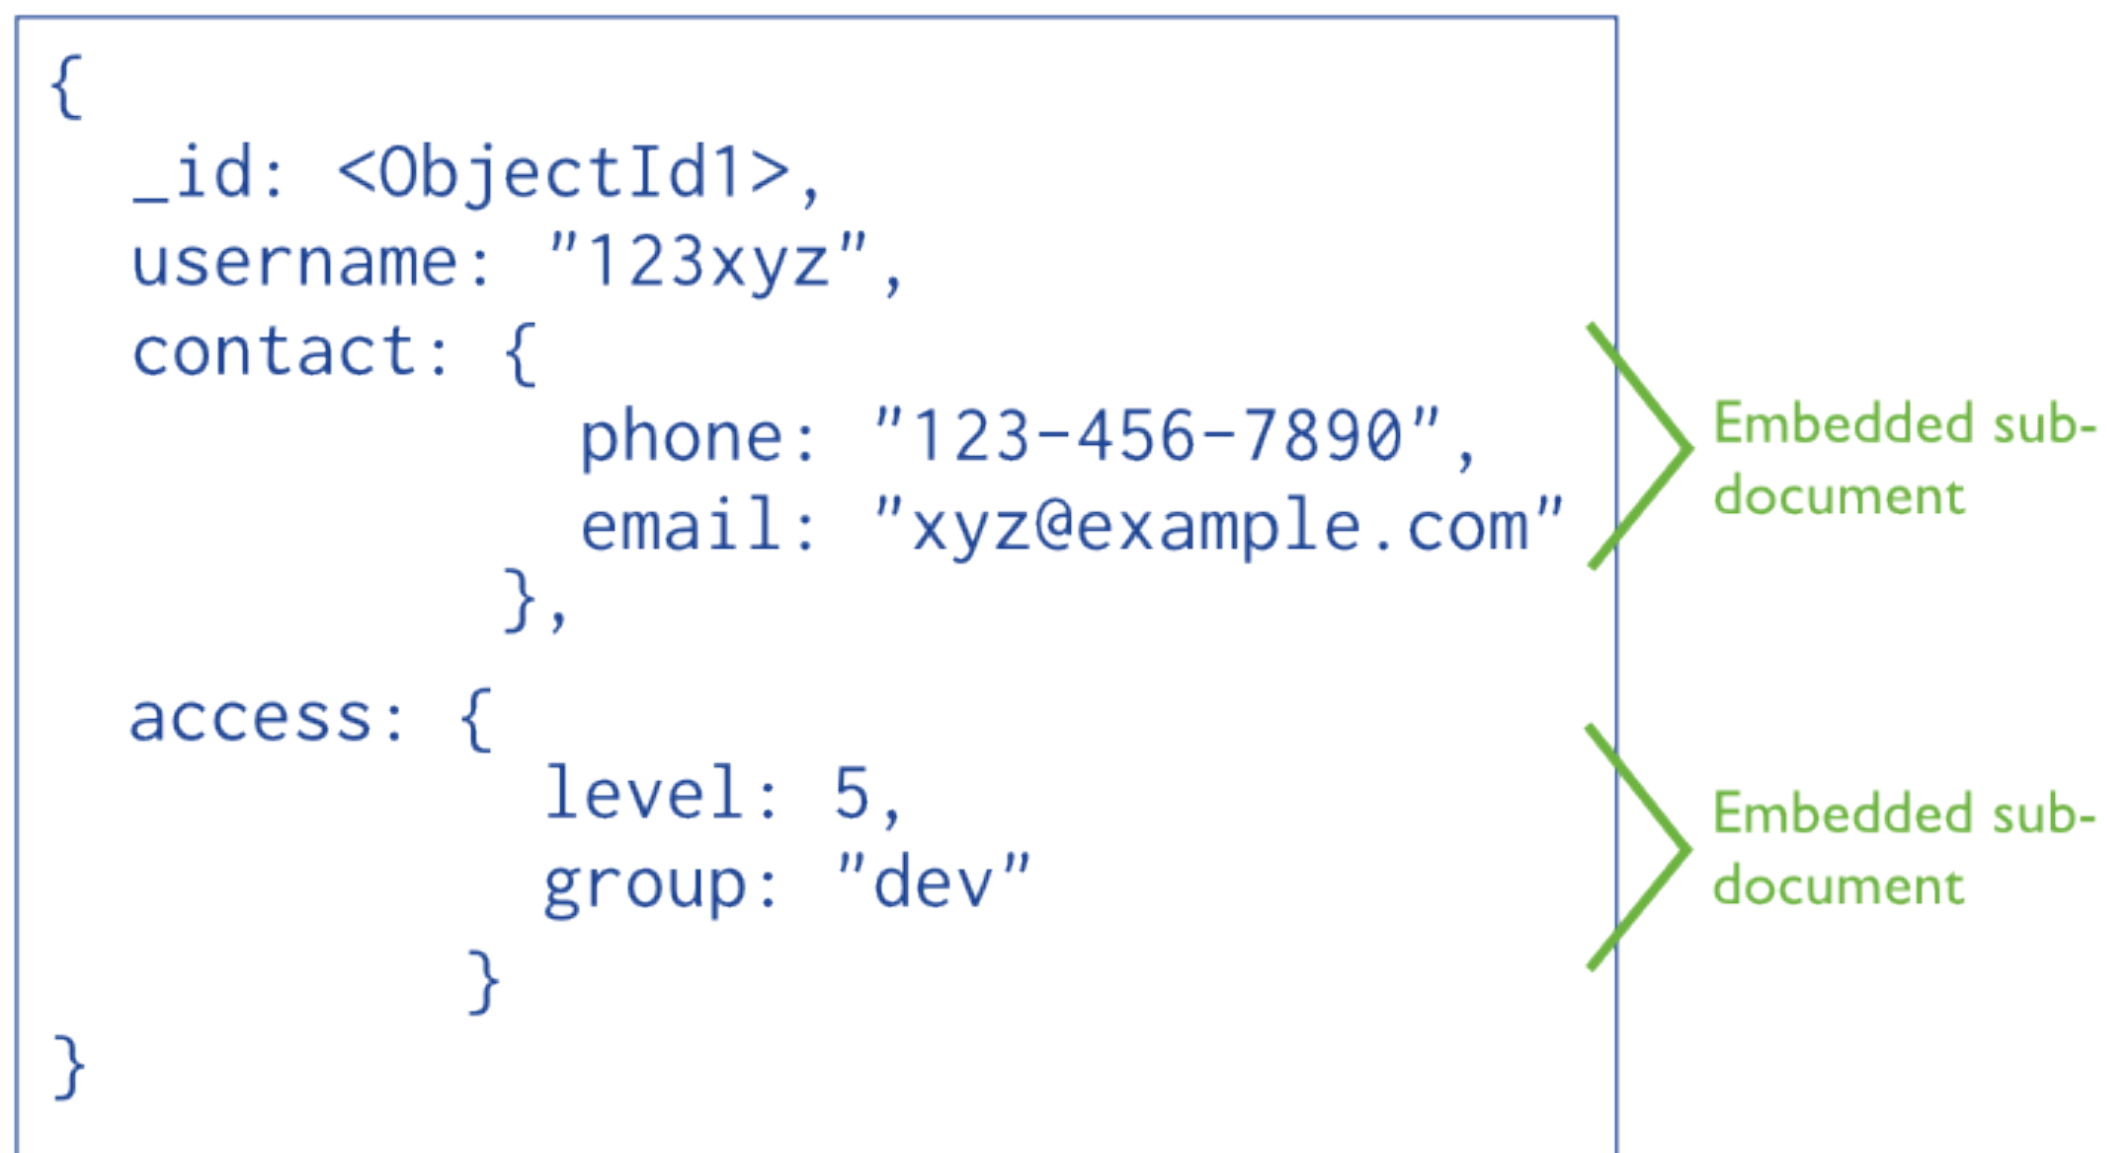 {
_id: <ObjectId1>,
username: "123xyz",
contact: {
phone: "123-456-7890",
email: "xyz@example.com"
},
access: {
level: 5,
group: "dev"
}
}
Embedded sub-
document
Embedded sub-
document